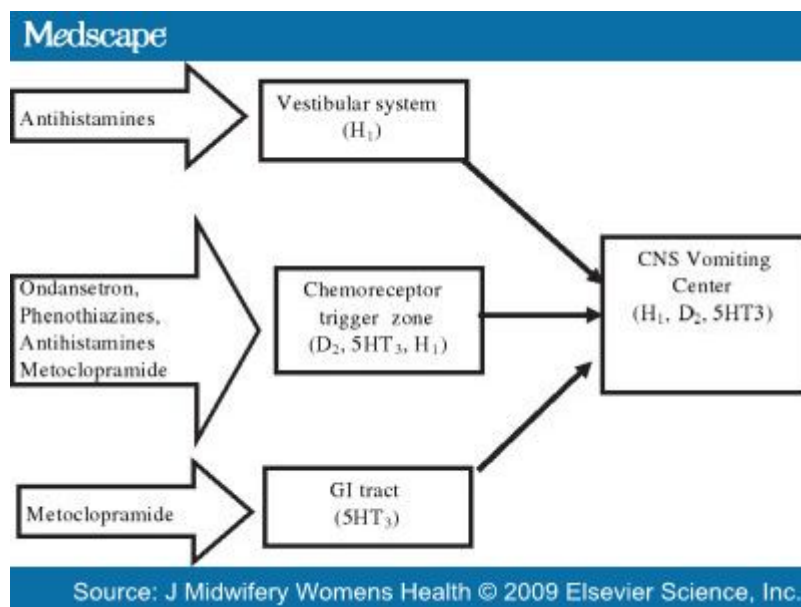 Medscape
Antihistamines
Vestibular system
(H₁)
Ondansetron,
Phenothiazines,
Antihistamines
Metoclopramide
Chemoreceptor
trigger zone
(D₂, 5HT₃, H₁)
CNS Vomiting
Center
(H₁, D₂, 5HT3)
Metoclopramide
GI tract
(5HT₃)
Source: J Midwifery Womens Health © 2009 Elsevier Science, Inc.